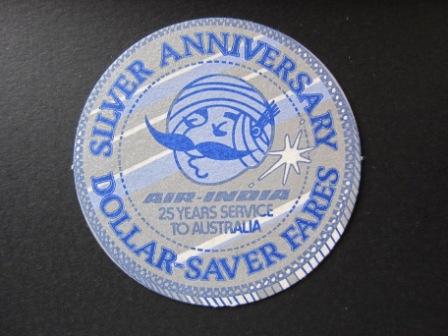 SILVER ANNIVERSARY
AIR-INDIA
25 YEARS SERVICE
TO AUSTRALIA
DOLLAR-SAVER FARES